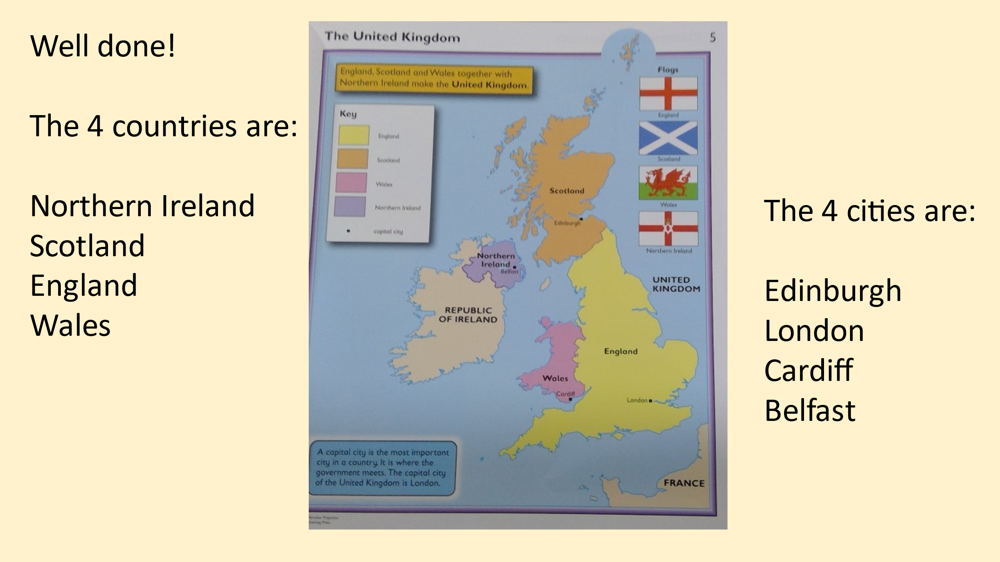 Well done!
The 4 countries are:
Northern Ireland
Scotland
England
Wales
The United Kingdom
5
England, Scotland and Wales together with
Northern Ireland make the United Kingdom.
Key
England
Scotland
Wales
Northern Ireland
capital city
Flags
England
Scotland
Wales
Northern Ireland
Scotland
Edinburgh
Northern
Ireland
Belfast
UNITED
KINGDOM
REPUBLIC
OF IRELAND
England
Wales
Cardiff
London
FRANCE
A capital city is the most important
city in a country. It is where the
government meets. The capital city
of the United Kingdom is London.
Mercator Projection
University Press
The 4 cities are:
Edinburgh
London
Cardiff
Belfast